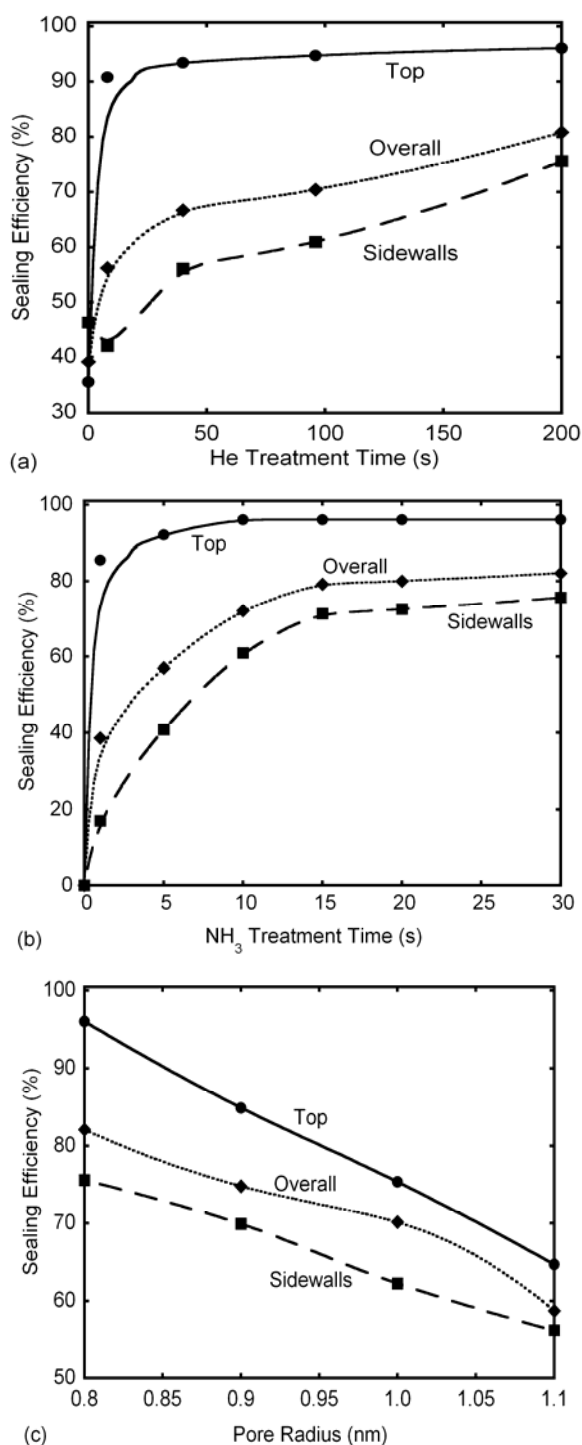 100
90
80
70
60
50
40
30
Sealing Efficiency (%)
Top
Overall
Sidewalls
0
50
100
150
200
(a)
He Treatment Time (s)
100
80
60
40
20
0
Sealing Efficiency (%)
Top
Overall
Sidewalls
0
5
10
15
20
25
30
(b)
NH₃ Treatment Time (s)
100
90
80
70
60
50
Sealing Efficiency (%)
Top
Overall
Sidewalls
0.8
0.85
0.9
0.95
1.0
1.05
1.1
(c)
Pore Radius (nm)